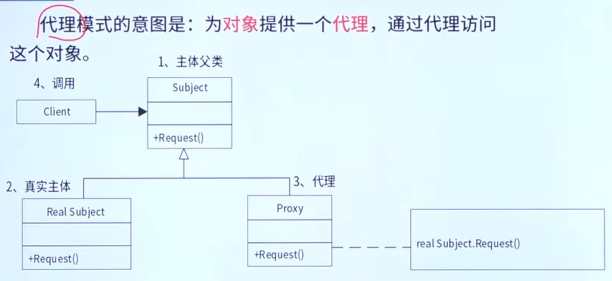 代理模式的意图是：为对象提供一个代理，通过代理访问
这个对象。
1、主体父类
4、调用
Subject
Client
+Request()
2、真实主体
3、代理
Real Subject
Proxy
real Subject.Request()
+Request()
+Request()